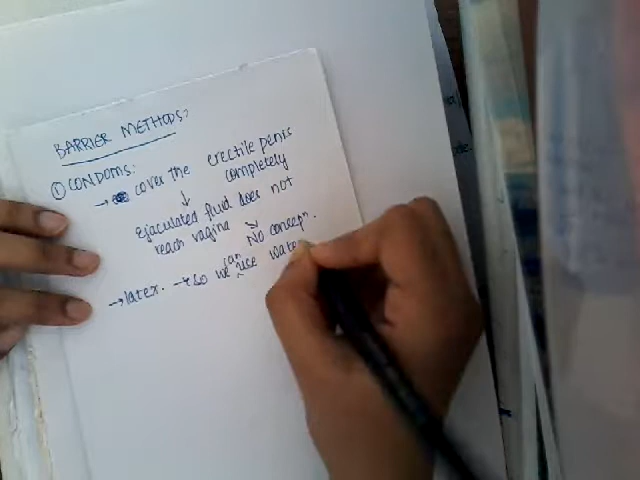 BARRIER METHODS:
① CONDOMS:
→ cover the erectile penis completely
↓
Ejaculated fluid does not
reach vagina ⇒ No concepⁿ.
→ latex. → so we can use wate